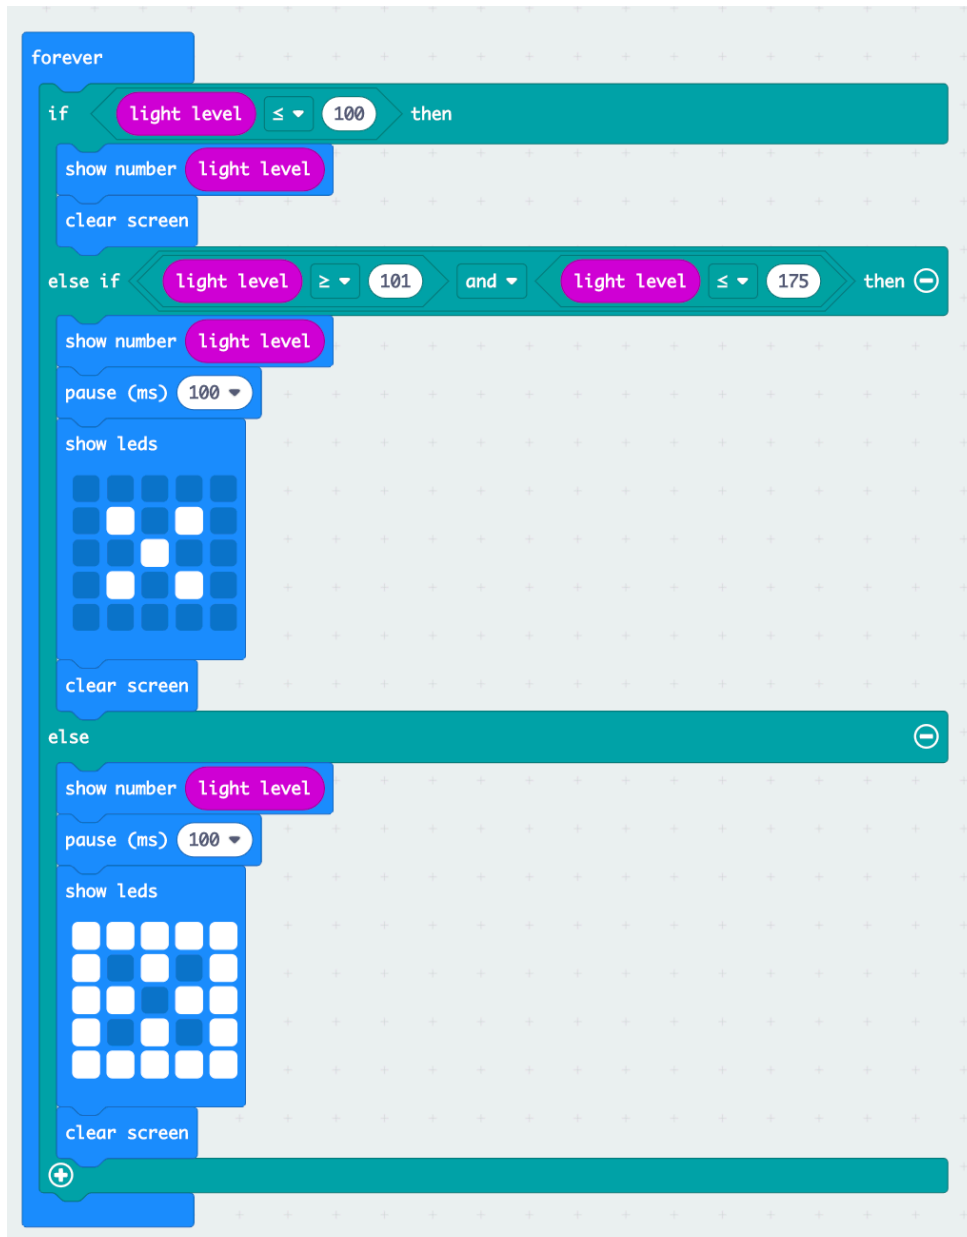 forever
if light level ≤ 100 then
show number light level
clear screen
else if light level ≥ 101 and light level ≤ 175 then
show number light level
pause (ms) 100
show leds
clear screen
else
show number light level
pause (ms) 100
show leds
clear screen